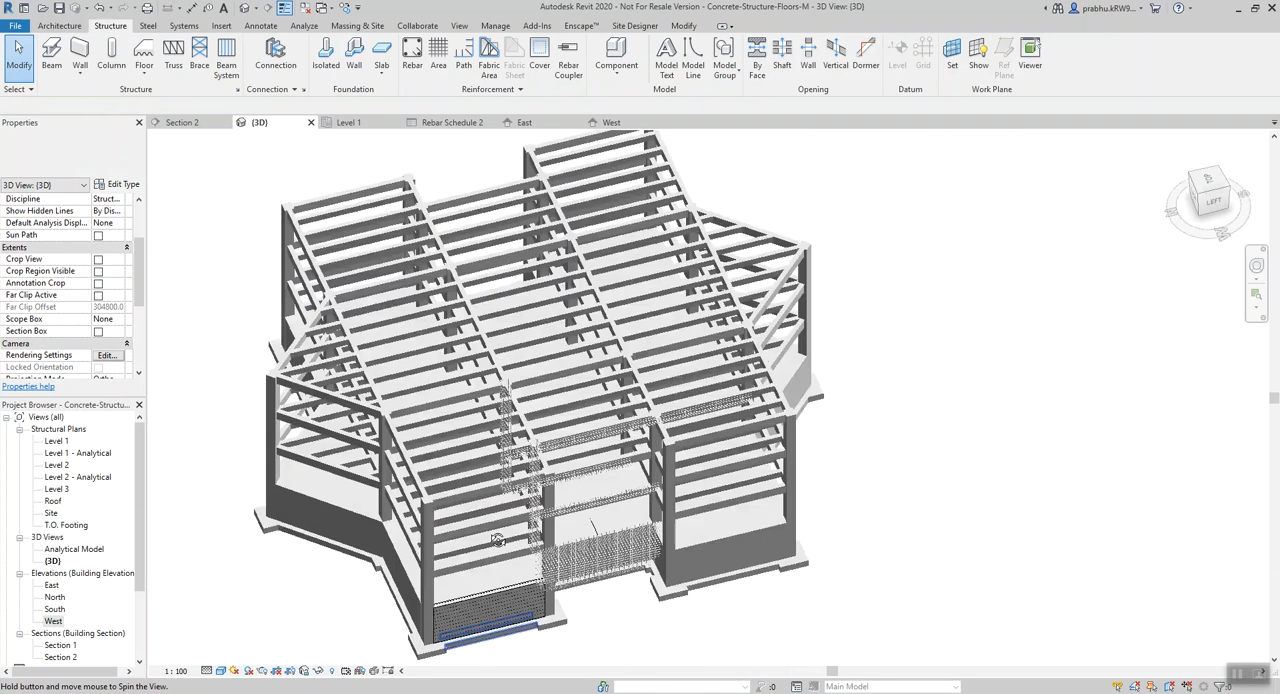 Autodesk Revit 2020 - Not For Resale Version - Concrete-Structure-Floors-M - 3D View: {3D}
prabhu.kRW9...
File Architecture Structure Steel Systems Insert Annotate Analyze Massing & Site Collaborate View Manage Add-Ins Enscape™ Site Designer Modify
Modify Beam Wall Column Floor Truss Brace Beam System Connection Isolated Wall Slab Rebar Area Path Fabric Area Fabric Sheet Cover Rebar Coupler Component Model Text Model Line Model Group By Face Shaft Wall Vertical Dormer Level Grid Set Show Ref Plane Viewer
Select Structure Connection Foundation Reinforcement Model Opening Datum Work Plane
Properties Section 2 {3D} Level 1 Rebar Schedule 2 East West
3D View: {3D} Edit Type
Discipline Struct...
Show Hidden Lines By Dis...
Default Analysis Displ... None
Sun Path
Extents
Crop View
Crop Region Visible
Annotation Crop
Far Clip Active
Far Clip Offset 304800.0
Scope Box None
Section Box
Camera
Rendering Settings Edit...
Locked Orientation
Properties help
Project Browser - Concrete-Structu...
Views (all)
Structural Plans
Level 1
Level 1 - Analytical
Level 2
Level 2 - Analytical
Level 3
Roof
Site
T.O. Footing
3D Views
Analytical Model
{3D}
Elevations (Building Elevation
East
North
South
West
Sections (Building Section)
Section 1
Section 2
TOP
LEFT
1 : 100
Hold button and move mouse to Spin the View.
:0
Main Model
:0